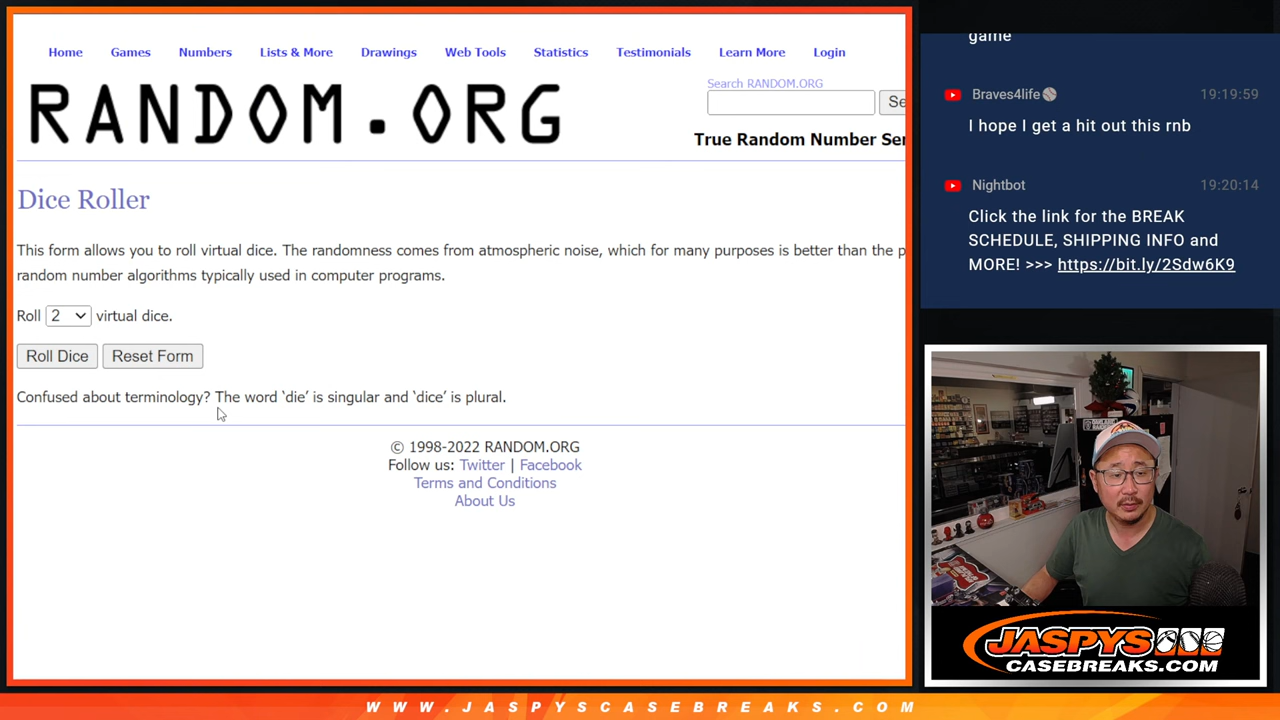 Home Games Numbers Lists & More Drawings Web Tools Statistics Testimonials Learn More Login
RANDOM.ORG
Search RANDOM.ORG
Se
True Random Number Ser
Dice Roller
This form allows you to roll virtual dice. The randomness comes from atmospheric noise, which for many purposes is better than the p
random number algorithms typically used in computer programs.
Roll 2 virtual dice.
Roll Dice Reset Form
Confused about terminology? The word ‘die’ is singular and ‘dice’ is plural.
© 1998-2022 RANDOM.ORG
Follow us: Twitter | Facebook
Terms and Conditions
About Us
game
Braves4life 19:19:59
I hope I get a hit out this rnb
Nightbot 19:20:14
Click the link for the BREAK
SCHEDULE, SHIPPING INFO and
MORE! >>> https://bit.ly/2Sdw6K9
JASPYS
CASEBREAKS.COM
WWW.JASPYSCASEBREAKS.COM